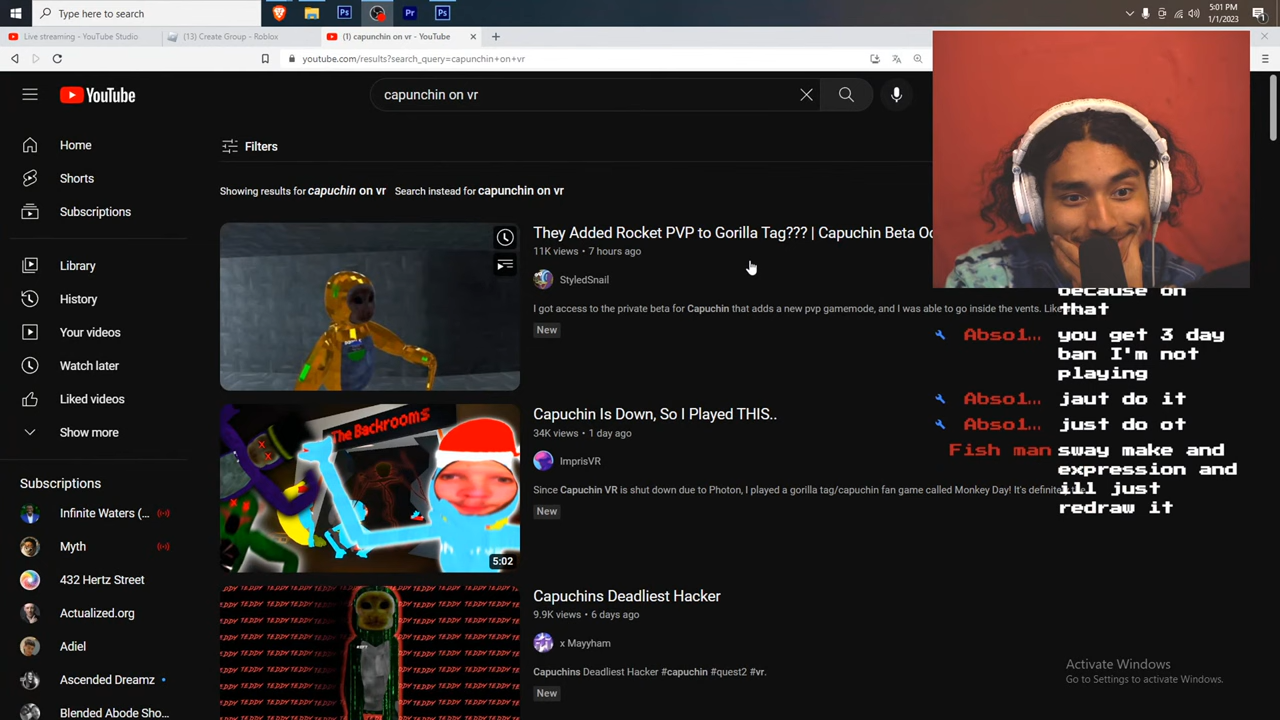 Type here to search
Ps
Pr
Ps
5:01 PM
1/1/2023
1
Live streaming - YouTube Studio
(13) Create Group - Roblox
(1) capunchin on vr - YouTube
youtube.com/results?search_query=capunchin+on+vr
YouTube
capunchin on vr
Home
Shorts
Subscriptions
Library
History
Your videos
Watch later
Liked videos
Show more
Subscriptions
Infinite Waters (...
Myth
432 Hertz Street
Actualized.org
Adiel
Ascended Dreamz
Blended Abode Sho...
Filters
Showing results for capuchin on vr Search instead for capunchin on vr
They Added Rocket PVP to Gorilla Tag??? | Capuchin Beta
11K views • 7 hours ago
StyledSnail
I got access to the private beta for Capuchin that adds a new pvp gamemode, and I was able to go inside the vents.
New
The Backrooms
5:02
Capuchin Is Down, So I Played THIS..
34K views • 1 day ago
ImprisVR
Since Capuchin VR is shut down due to Photon, I played a gorilla tag/capuchin fan game called Monkey Day! It's
New
TEDDY TEDDY TEDDY TEDDY TEDDY TEDDY
Capuchins Deadliest Hacker
9.9K views • 6 days ago
x Mayyham
Capuchins Deadliest Hacker #capuchin #quest2 #vr.
New
because on
that
Abso1... you get 3 day
ban I'm not
playing
Abso1... jaut do it
Abso1... just do ot
Fish man sway make and
expression and
ill just
redraw it
Activate Windows
Go to Settings to activate Windows.